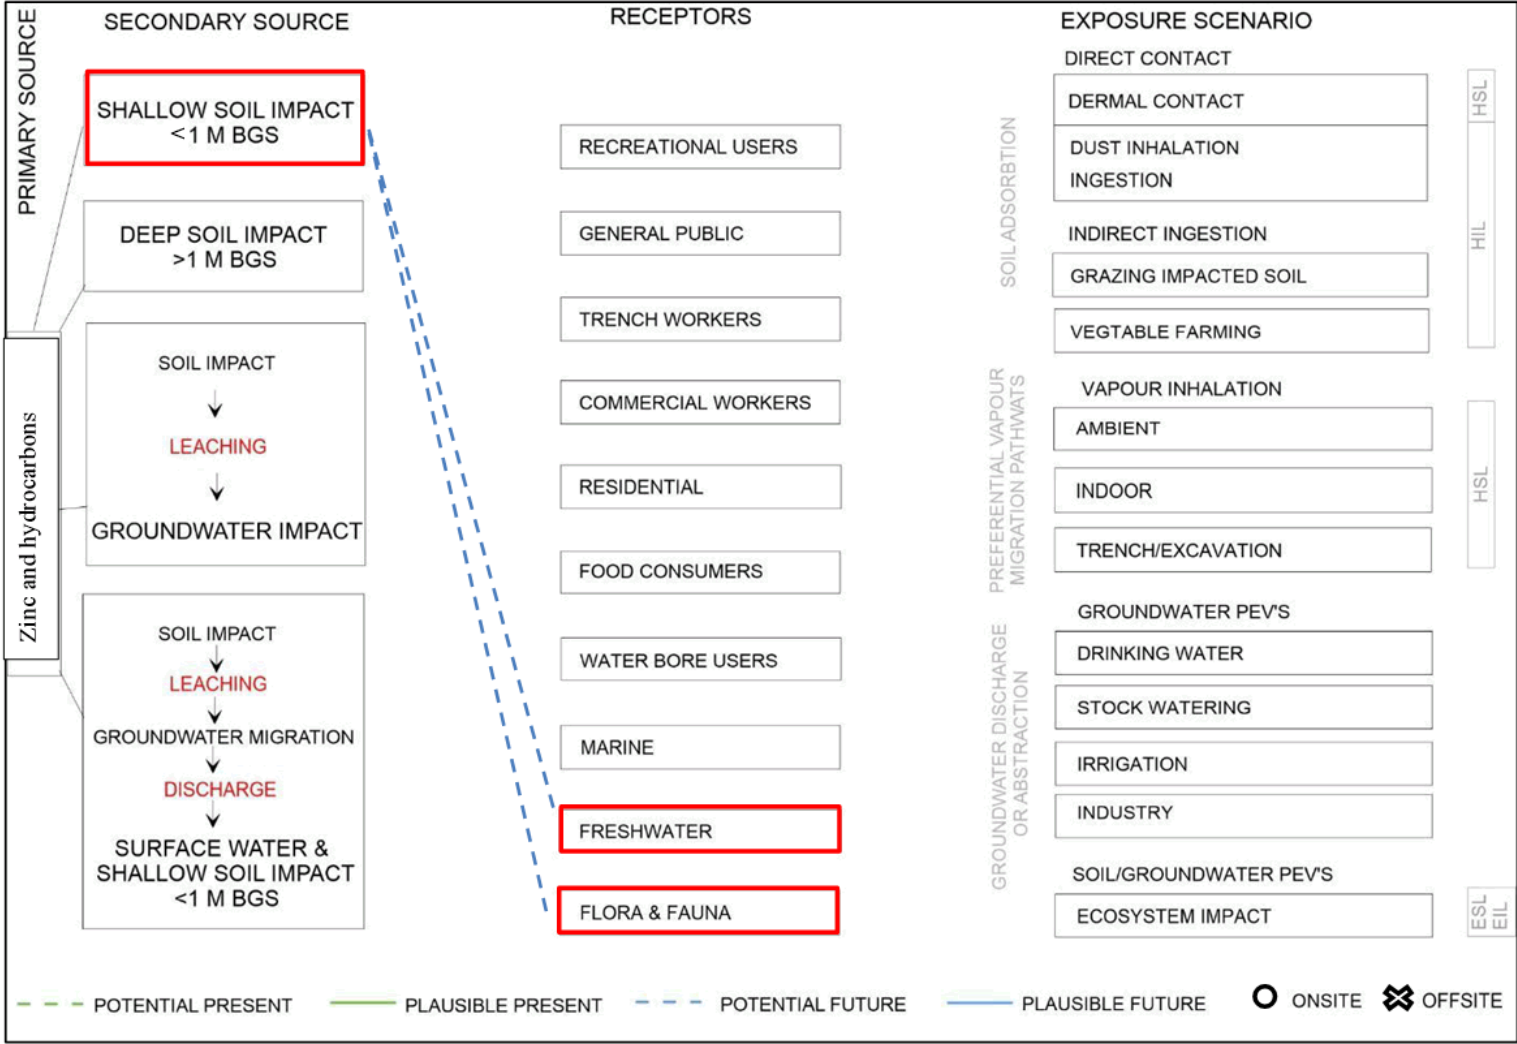 PRIMARY SOURCE
SECONDARY SOURCE
SHALLOW SOIL IMPACT
<1 M BGS
DEEP SOIL IMPACT
>1 M BGS
Zinc and hydrocarbons
SOIL IMPACT
LEACHING
GROUNDWATER IMPACT
SOIL IMPACT
LEACHING
GROUNDWATER MIGRATION
DISCHARGE
SURFACE WATER &
SHALLOW SOIL IMPACT
<1 M BGS
RECEPTORS
RECREATIONAL USERS
GENERAL PUBLIC
TRENCH WORKERS
COMMERCIAL WORKERS
RESIDENTIAL
FOOD CONSUMERS
WATER BORE USERS
MARINE
FRESHWATER
FLORA & FAUNA
EXPOSURE SCENARIO
SOIL ADSORBTION
DIRECT CONTACT
DERMAL CONTACT
HSL
DUST INHALATION
INGESTION
INDIRECT INGESTION
GRAZING IMPACTED SOIL
VEGTABLE FARMING
HIL
PREFERENTIAL VAPOUR
MIGRATION PATHWATS
VAPOUR INHALATION
AMBIENT
INDOOR
TRENCH/EXCAVATION
HSL
GROUNDWATER DISCHARGE
OR ABSTRACTION
GROUNDWATER PEV'S
DRINKING WATER
STOCK WATERING
IRRIGATION
INDUSTRY
SOIL/GROUNDWATER PEV'S
ECOSYSTEM IMPACT
ESL
EIL
POTENTIAL PRESENT
PLAUSIBLE PRESENT
POTENTIAL FUTURE
PLAUSIBLE FUTURE
ONSITE
OFFSITE